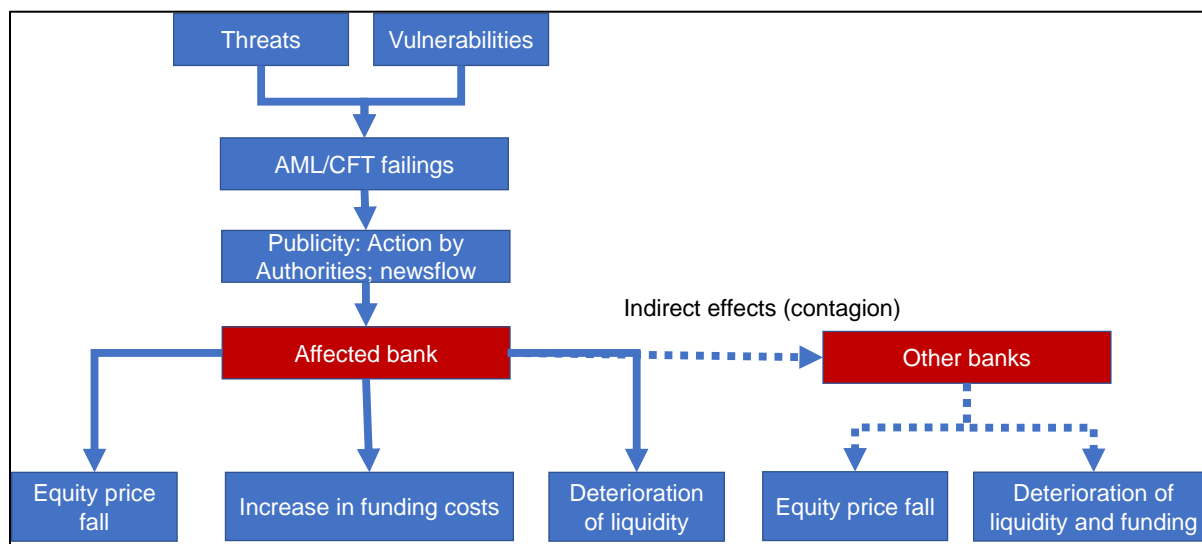 Threats
Vulnerabilities
AML/CFT failings
Publicity: Action by
Authorities; newsflow
Indirect effects (contagion)
Affected bank
Other banks
Equity price
fall
Increase in funding costs
Deterioration
of liquidity
Equity price fall
Deterioration of
liquidity and funding